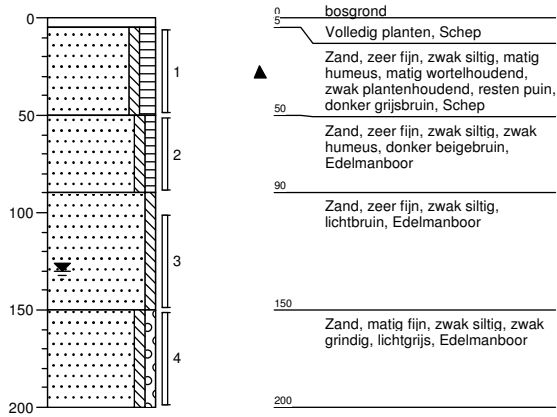 0
50
100
150
200
1
2
3
4
0
bosgrond
5
Volledig planten, Schep
Zand, zeer fijn, zwak siltig, matig
humeus, matig wortelhoudend,
zwak plantenhoudend, resten puin,
donker grijsbruin, Schep
50
Zand, zeer fijn, zwak siltig, zwak
humeus, donker beigebruin,
Edelmanboor
90
Zand, zeer fijn, zwak siltig,
lichtbruin, Edelmanboor
150
Zand, matig fijn, zwak siltig, zwak
grindig, lichtgrijs, Edelmanboor
200